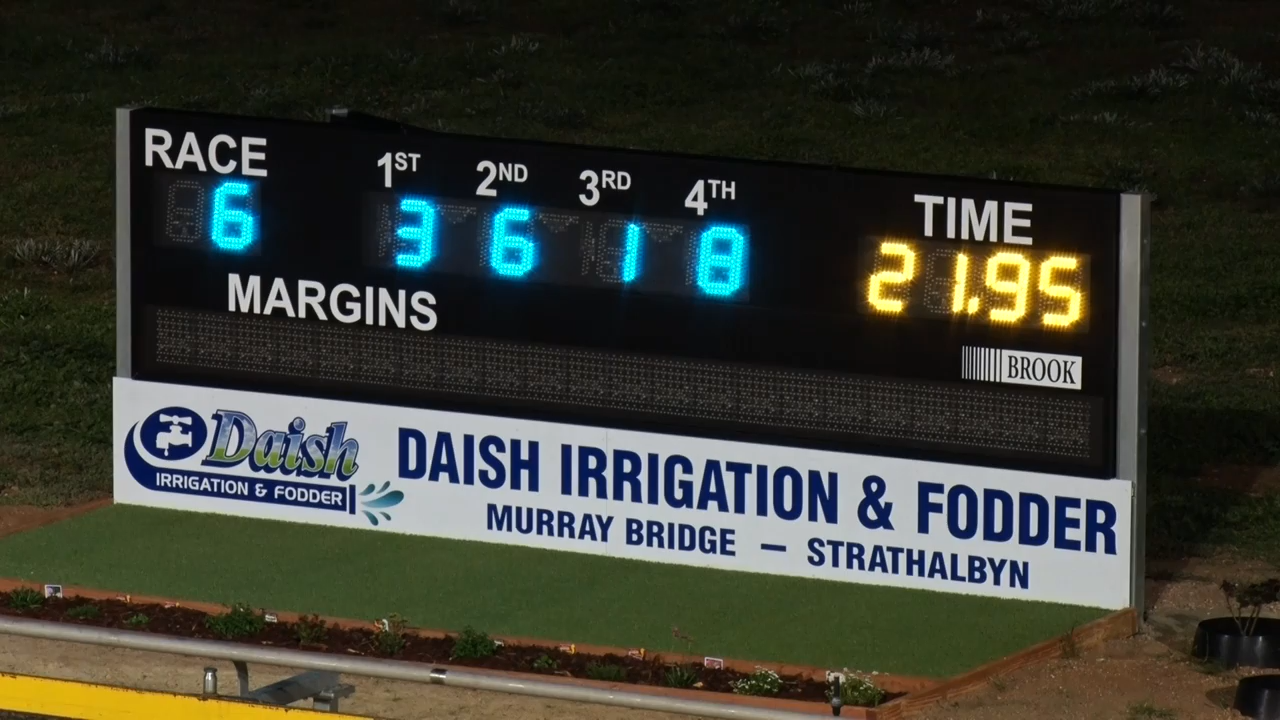 RACE 1ST 2ND 3RD 4TH TIME
6 3 6 1 8 21.95
MARGINS
BROOK
Daish
IRRIGATION & FODDER
DAISH IRRIGATION & FODDER
MURRAY BRIDGE – STRATHALBYN